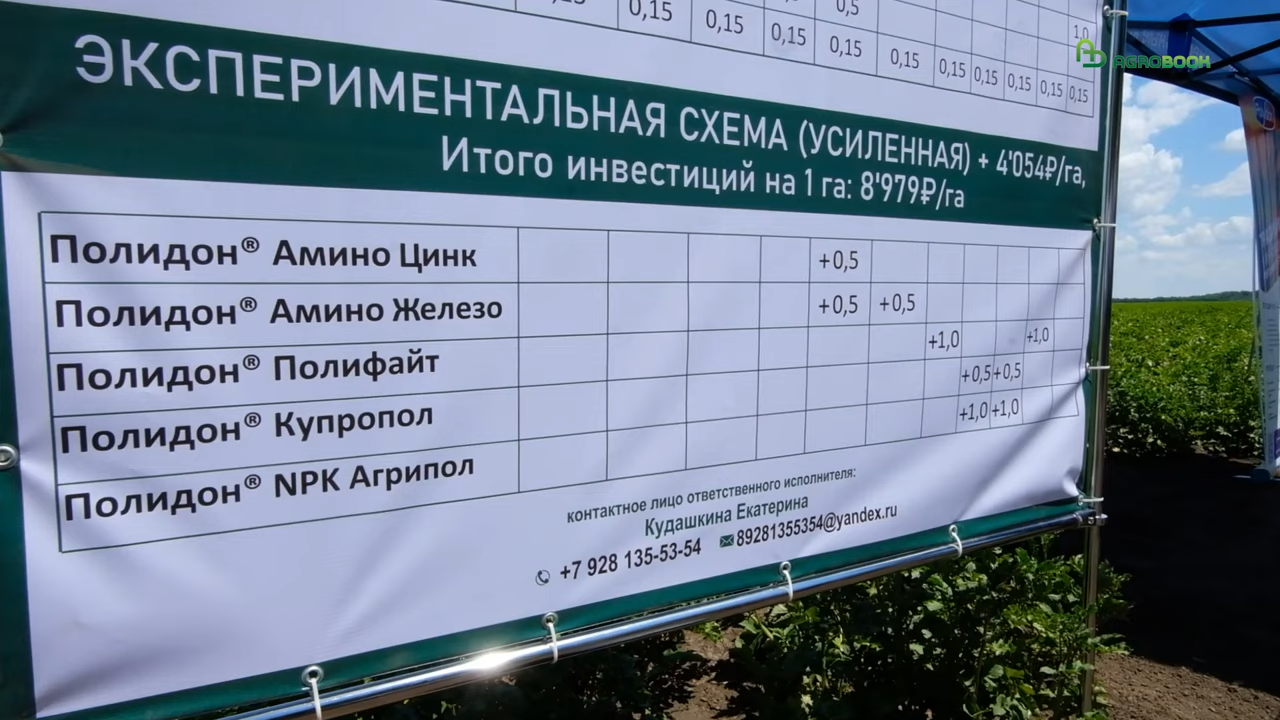 0,5
0,15 0,15 0,15 1,0
0,15 0,15 0,15 0,15 0,15 0,15 0,15
AGROBOOK
ЭКСПЕРИМЕНТАЛЬНАЯ СХЕМА (УСИЛЕННАЯ) + 4'054₽/га,
Итого инвестиций на 1 га: 8'979₽/га
Полидон® Амино Цинк +0,5
Полидон® Амино Железо +0,5 +0,5
Полидон® Полифайт +1,0 +1,0
Полидон® Купропол +0,5 +0,5
Полидон® NPK Агрипол +1,0 +1,0
контактное лицо ответственного исполнителя:
Кудашкина Екатерина
+7 928 135-53-54 89281355354@yandex.ru